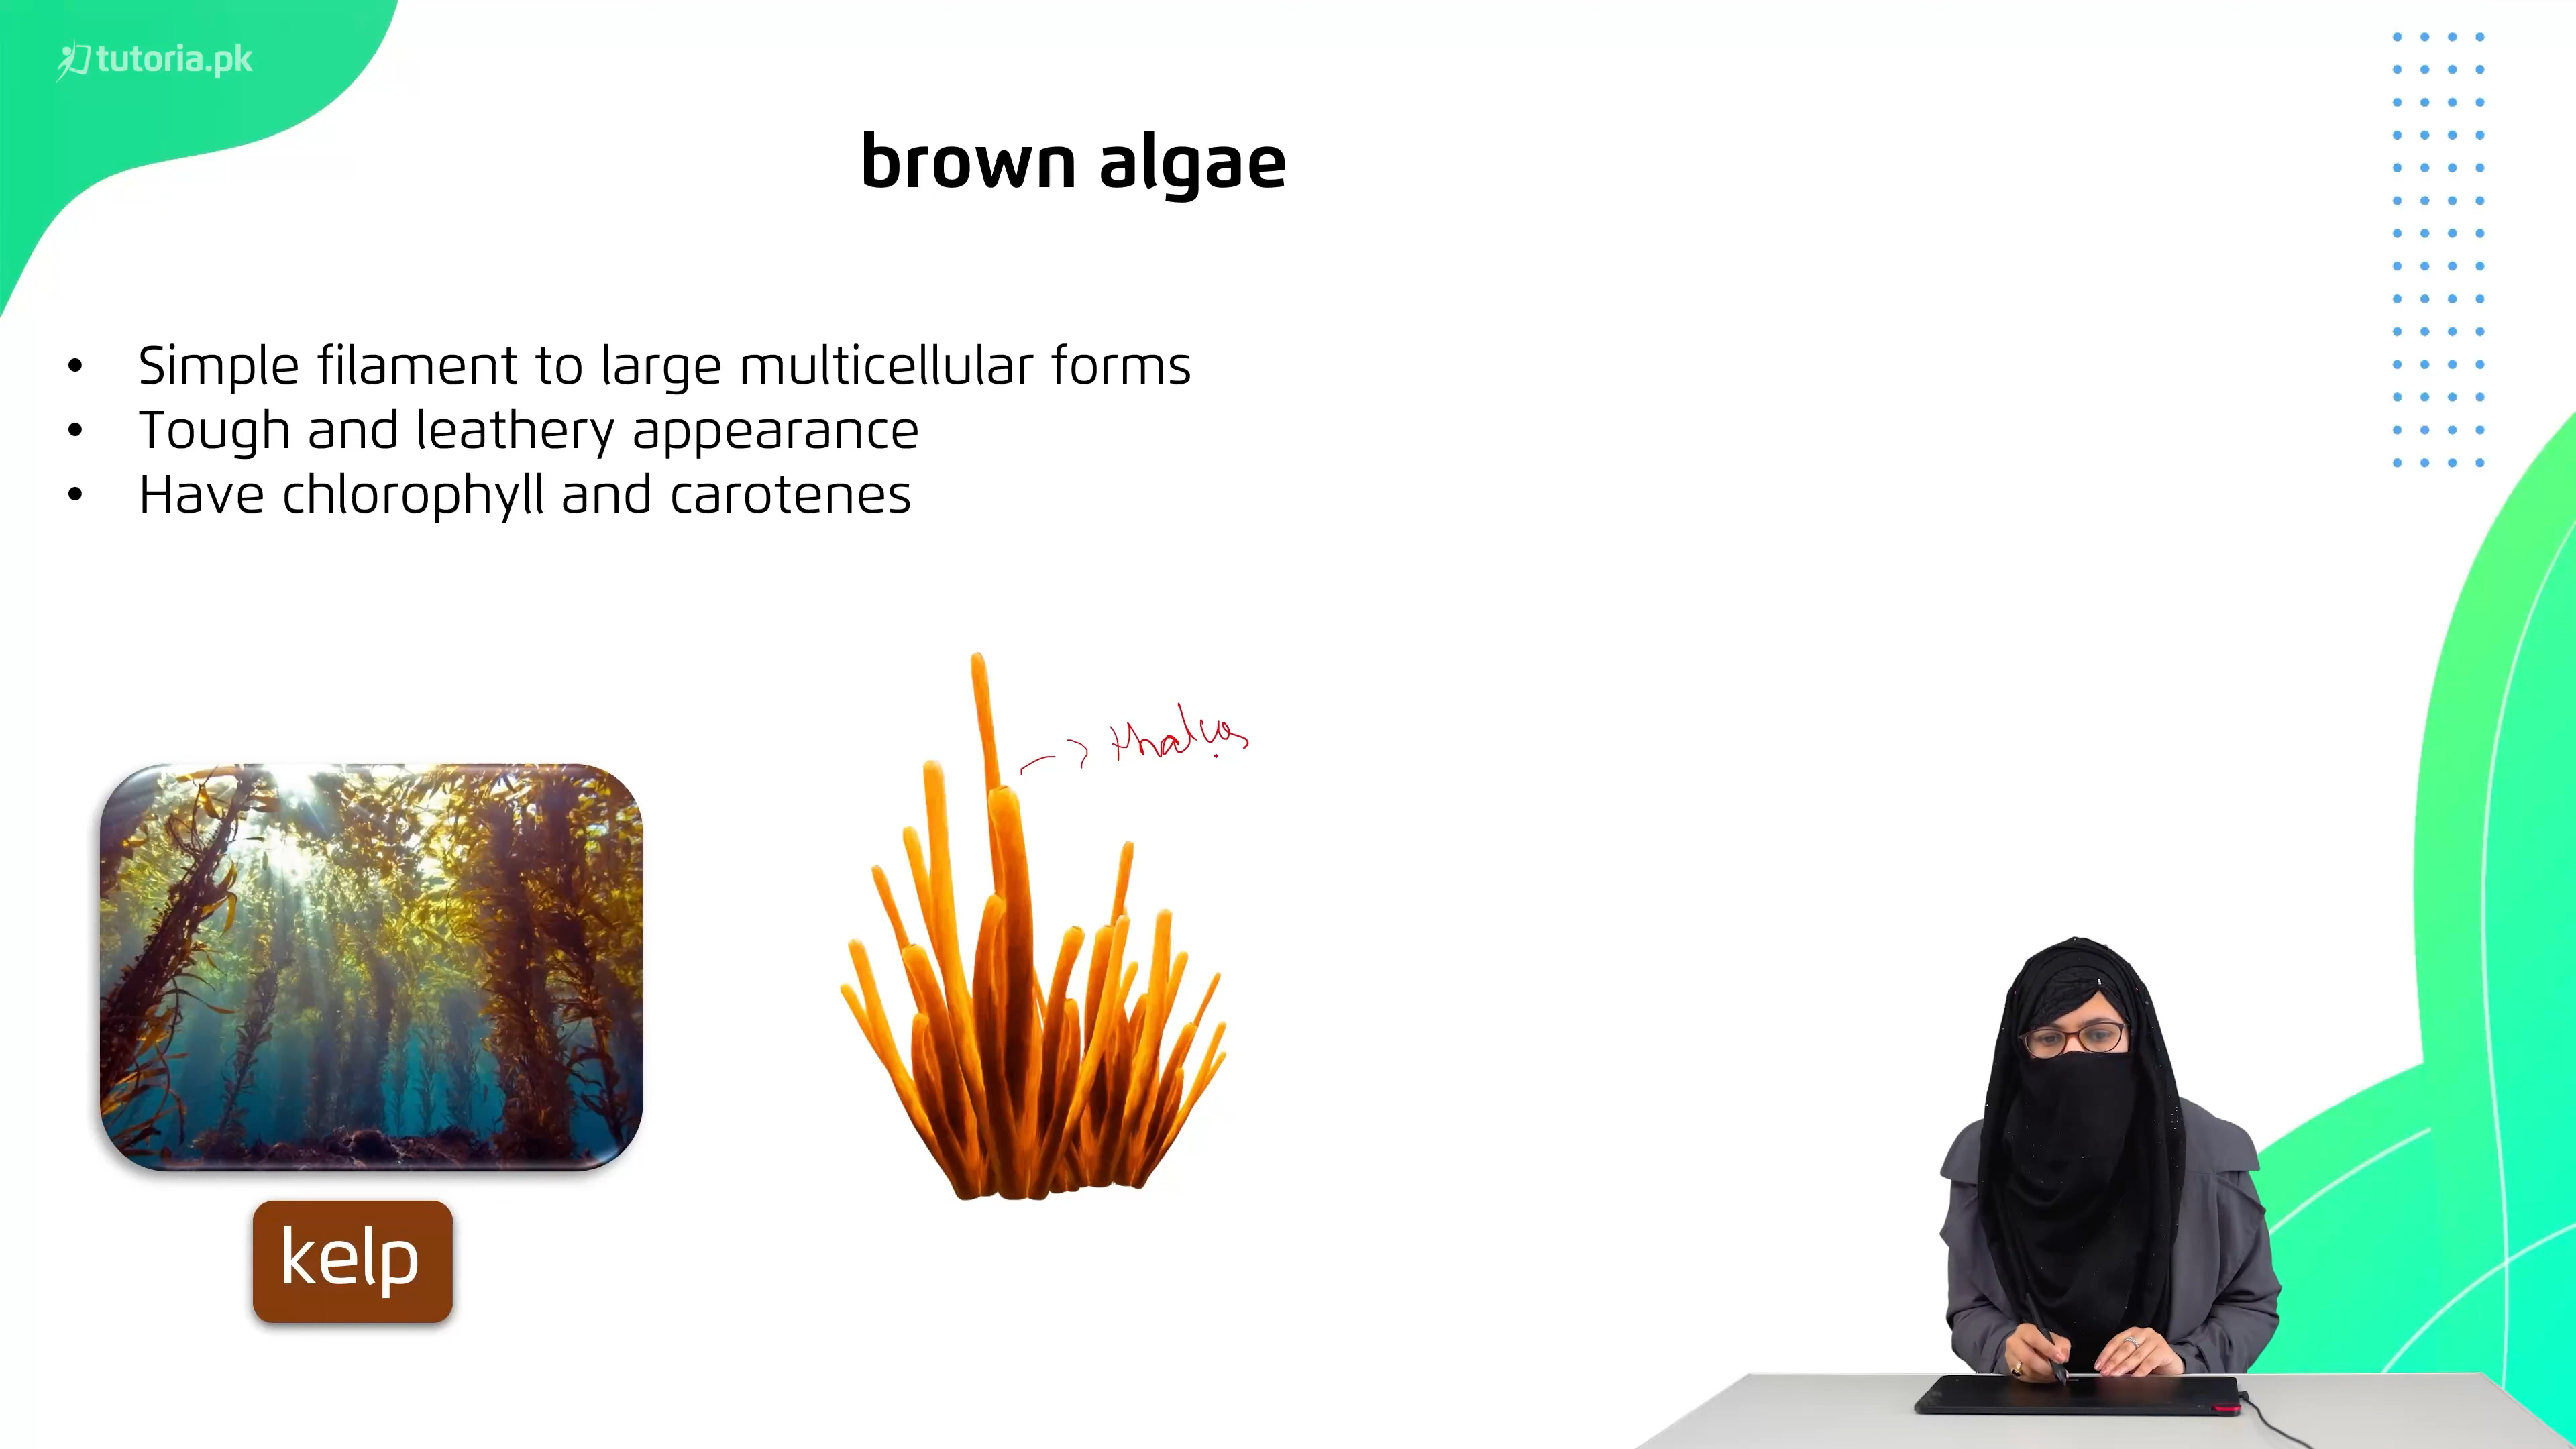 tutoria.pk
brown algae
• Simple filament to large multicellular forms
• Tough and leathery appearance
• Have chlorophyll and carotenes
kelp